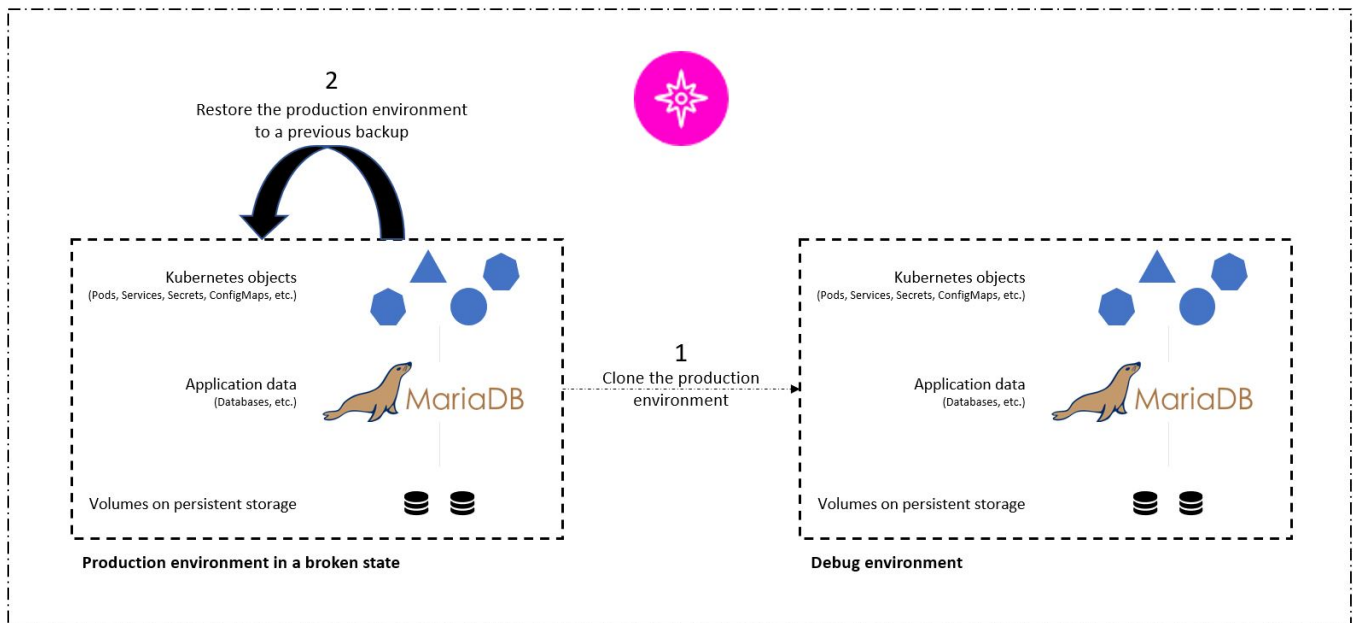 2
Restore the production environment
to a previous backup
Kubernetes objects
(Pods, Services, Secrets, ConfigMaps, etc.)
Application data
(Databases, etc.)
MariaDB
Volumes on persistent storage
Production environment in a broken state
1
Clone the production
environment
Kubernetes objects
(Pods, Services, Secrets, ConfigMaps, etc.)
Application data
(Databases, etc.)
MariaDB
Volumes on persistent storage
Debug environment